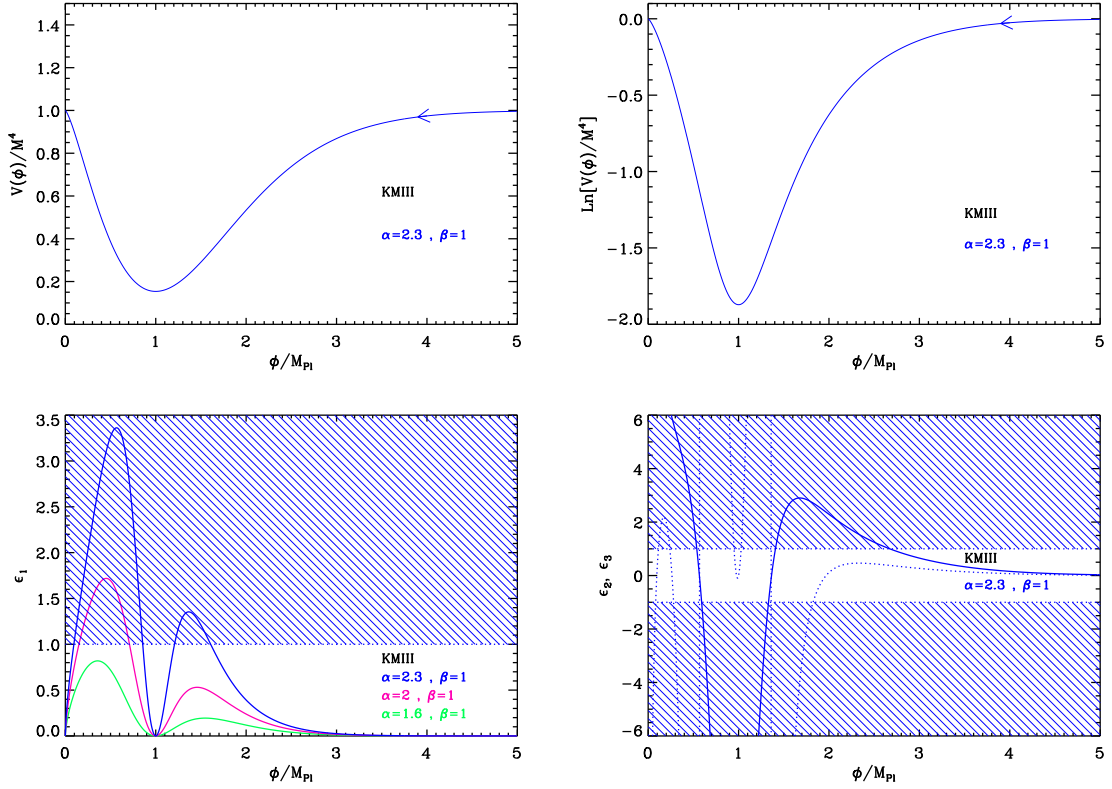 1.4
1.2
1.0
0.8
0.6
0.4
0.2
0.0
V(ϕ)/M⁴
KMIII
α=2.3 , β=1
0 1 2 3 4 5
ϕ/M_Pl
0.0
−0.5
−1.0
−1.5
−2.0
Ln[V(ϕ)/M⁴]
KMIII
α=2.3 , β=1
0 1 2 3 4 5
ϕ/M_Pl
3.5
3.0
2.5
2.0
1.5
1.0
0.5
0.0
ϵ₁
KMIII
α=2.3 , β=1
α=2 , β=1
α=1.6 , β=1
0 1 2 3 4 5
ϕ/M_Pl
6
4
2
0
−2
−4
−6
ϵ₂, ϵ₃
KMIII
α=2.3 , β=1
0 1 2 3 4 5
ϕ/M_Pl